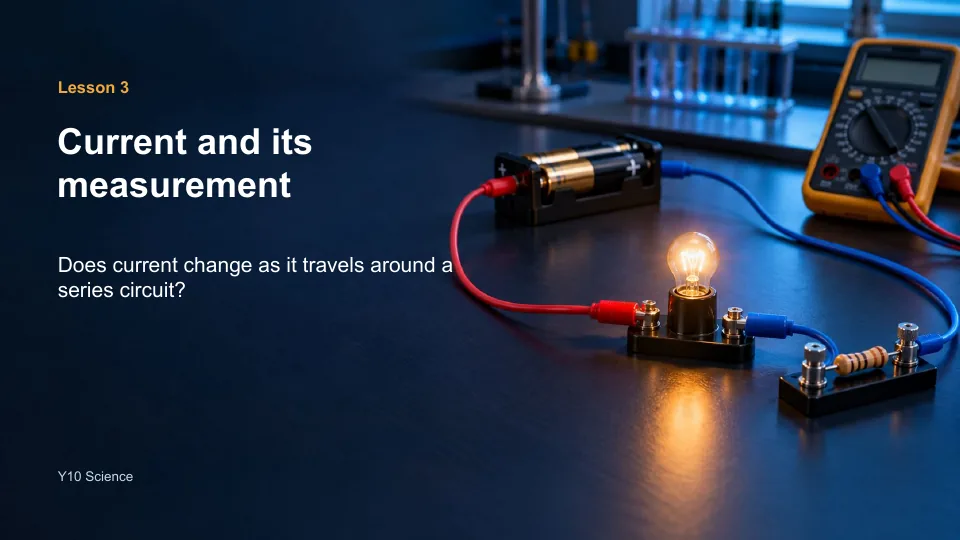 Lesson 3
Current and its
measurement
Does current change as it travels around a
series circuit?
Y10 Science